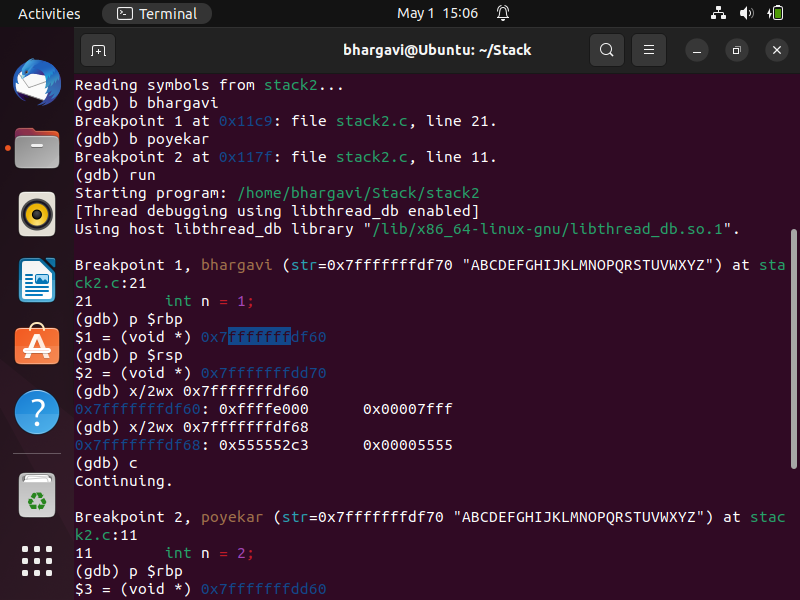 Activities Terminal May 1 15:06
bhargavi@Ubuntu: ~/Stack
Reading symbols from stack2...
(gdb) b bhargavi
Breakpoint 1 at 0x11c9: file stack2.c, line 21.
(gdb) b poyekar
Breakpoint 2 at 0x117f: file stack2.c, line 11.
(gdb) run
Starting program: /home/bhargavi/Stack/stack2
[Thread debugging using libthread_db enabled]
Using host libthread_db library "/lib/x86_64-linux-gnu/libthread_db.so.1".
Breakpoint 1, bhargavi (str=0x7fffffffdf70 "ABCDEFGHIJKLMNOPQRSTUVWXYZ") at sta
ck2.c:21
21 int n = 1;
(gdb) p $rbp
$1 = (void *) 0x7fffffffdf60
(gdb) p $rsp
$2 = (void *) 0x7fffffffdd70
(gdb) x/2wx 0x7fffffffdf60
0x7fffffffdf60: 0xffffe000 0x00007fff
(gdb) x/2wx 0x7fffffffdf68
0x7fffffffdf68: 0x555552c3 0x00005555
(gdb) c
Continuing.
Breakpoint 2, poyekar (str=0x7fffffffdf70 "ABCDEFGHIJKLMNOPQRSTUVWXYZ") at stac
k2.c:11
11 int n = 2;
(gdb) p $rbp
$3 = (void *) 0x7fffffffdd60